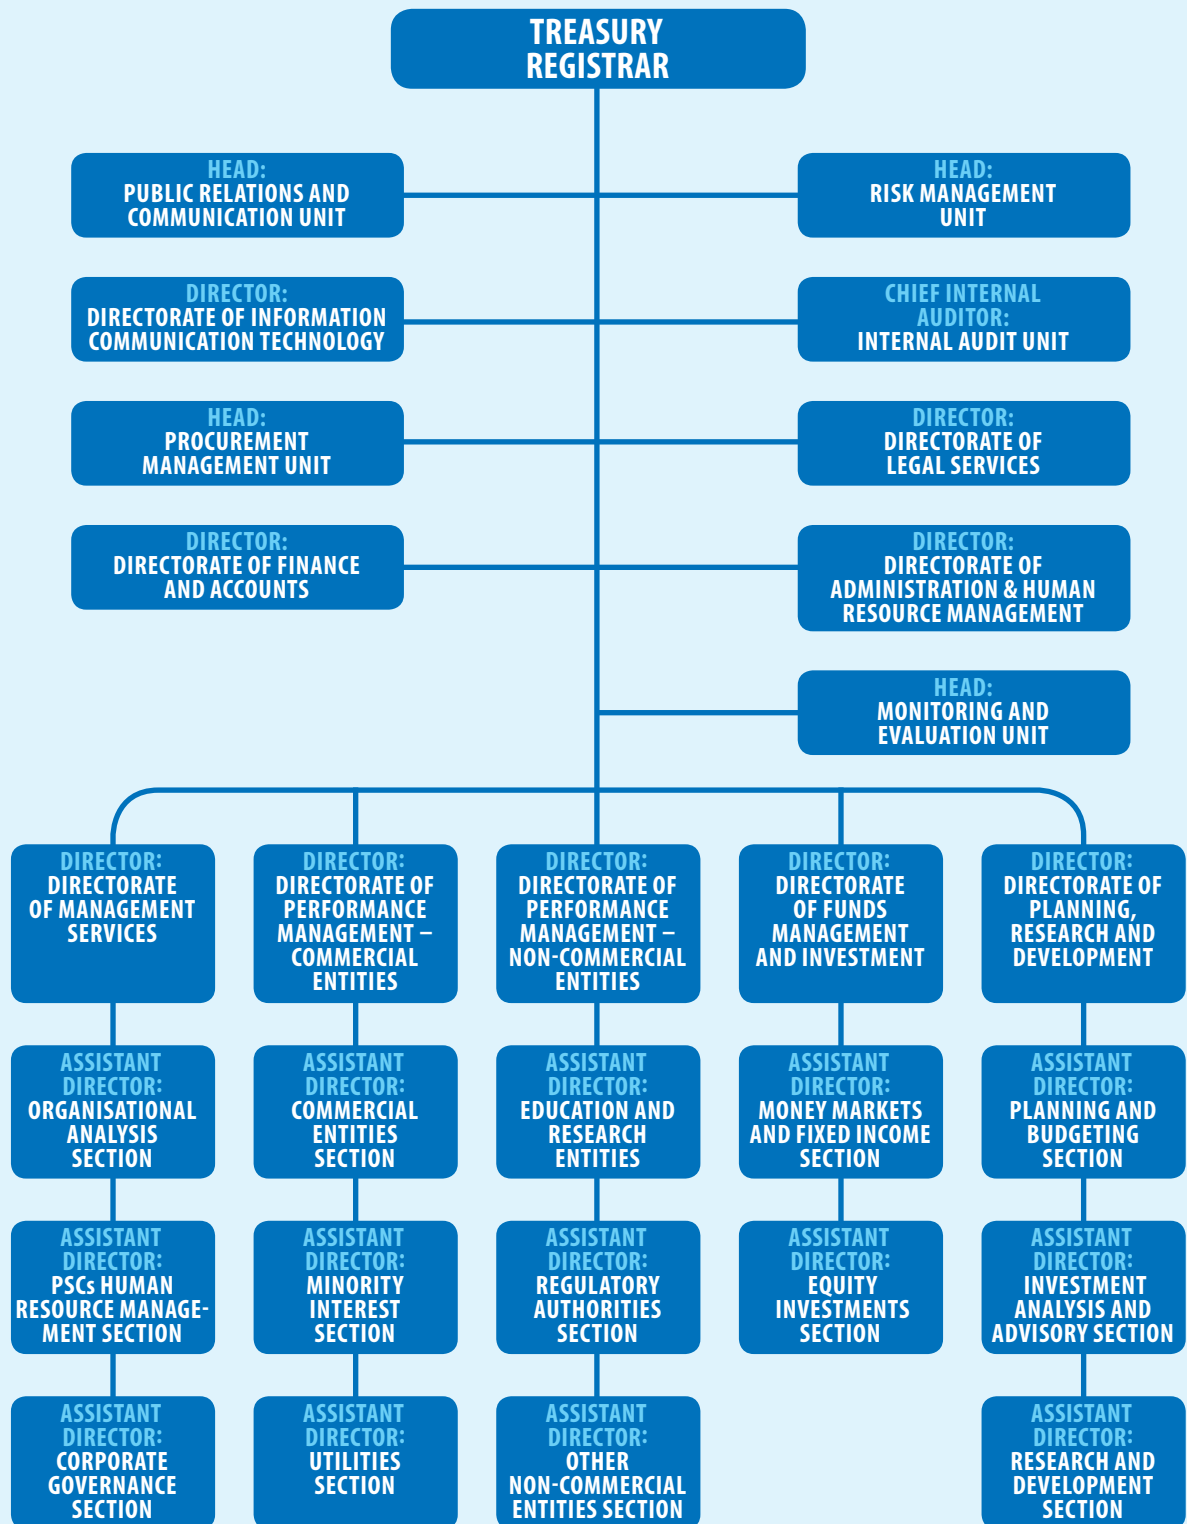 TREASURY
REGISTRAR
HEAD:
PUBLIC RELATIONS AND
COMMUNICATION UNIT
HEAD:
RISK MANAGEMENT
UNIT
DIRECTOR:
DIRECTORATE OF INFORMATION
COMMUNICATION TECHNOLOGY
CHIEF INTERNAL
AUDITOR:
INTERNAL AUDIT UNIT
HEAD:
PROCUREMENT
MANAGEMENT UNIT
DIRECTOR:
DIRECTORATE OF
LEGAL SERVICES
DIRECTOR:
DIRECTORATE OF FINANCE
AND ACCOUNTS
DIRECTOR:
DIRECTORATE OF
ADMINISTRATION & HUMAN
RESOURCE MANAGEMENT
HEAD:
MONITORING AND
EVALUATION UNIT
DIRECTOR:
DIRECTORATE
OF MANAGEMENT
SERVICES
DIRECTOR:
DIRECTORATE OF
PERFORMANCE
MANAGEMENT –
COMMERCIAL
ENTITIES
DIRECTOR:
DIRECTORATE OF
PERFORMANCE
MANAGEMENT –
NON-COMMERCIAL
ENTITIES
DIRECTOR:
DIRECTORATE
OF FUNDS
MANAGEMENT
AND INVESTMENT
DIRECTOR:
DIRECTORATE OF
PLANNING,
RESEARCH AND
DEVELOPMENT
ASSISTANT
DIRECTOR:
ORGANISATIONAL
ANALYSIS
SECTION
ASSISTANT
DIRECTOR:
COMMERCIAL
ENTITIES
SECTION
ASSISTANT
DIRECTOR:
EDUCATION AND
RESEARCH
ENTITIES
ASSISTANT
DIRECTOR:
MONEY MARKETS
AND FIXED INCOME
SECTION
ASSISTANT
DIRECTOR:
PLANNING AND
BUDGETING
SECTION
ASSISTANT
DIRECTOR:
PSCs HUMAN
RESOURCE MANAGE-
MENT SECTION
ASSISTANT
DIRECTOR:
MINORITY
INTEREST
SECTION
ASSISTANT
DIRECTOR:
REGULATORY
AUTHORITIES
SECTION
ASSISTANT
DIRECTOR:
EQUITY
INVESTMENTS
SECTION
ASSISTANT
DIRECTOR:
INVESTMENT
ANALYSIS AND
ADVISORY SECTION
ASSISTANT
DIRECTOR:
CORPORATE
GOVERNANCE
SECTION
ASSISTANT
DIRECTOR:
UTILITIES
SECTION
ASSISTANT
DIRECTOR:
OTHER
NON-COMMERCIAL
ENTITIES SECTION
ASSISTANT
DIRECTOR:
RESEARCH AND
DEVELOPMENT
SECTION